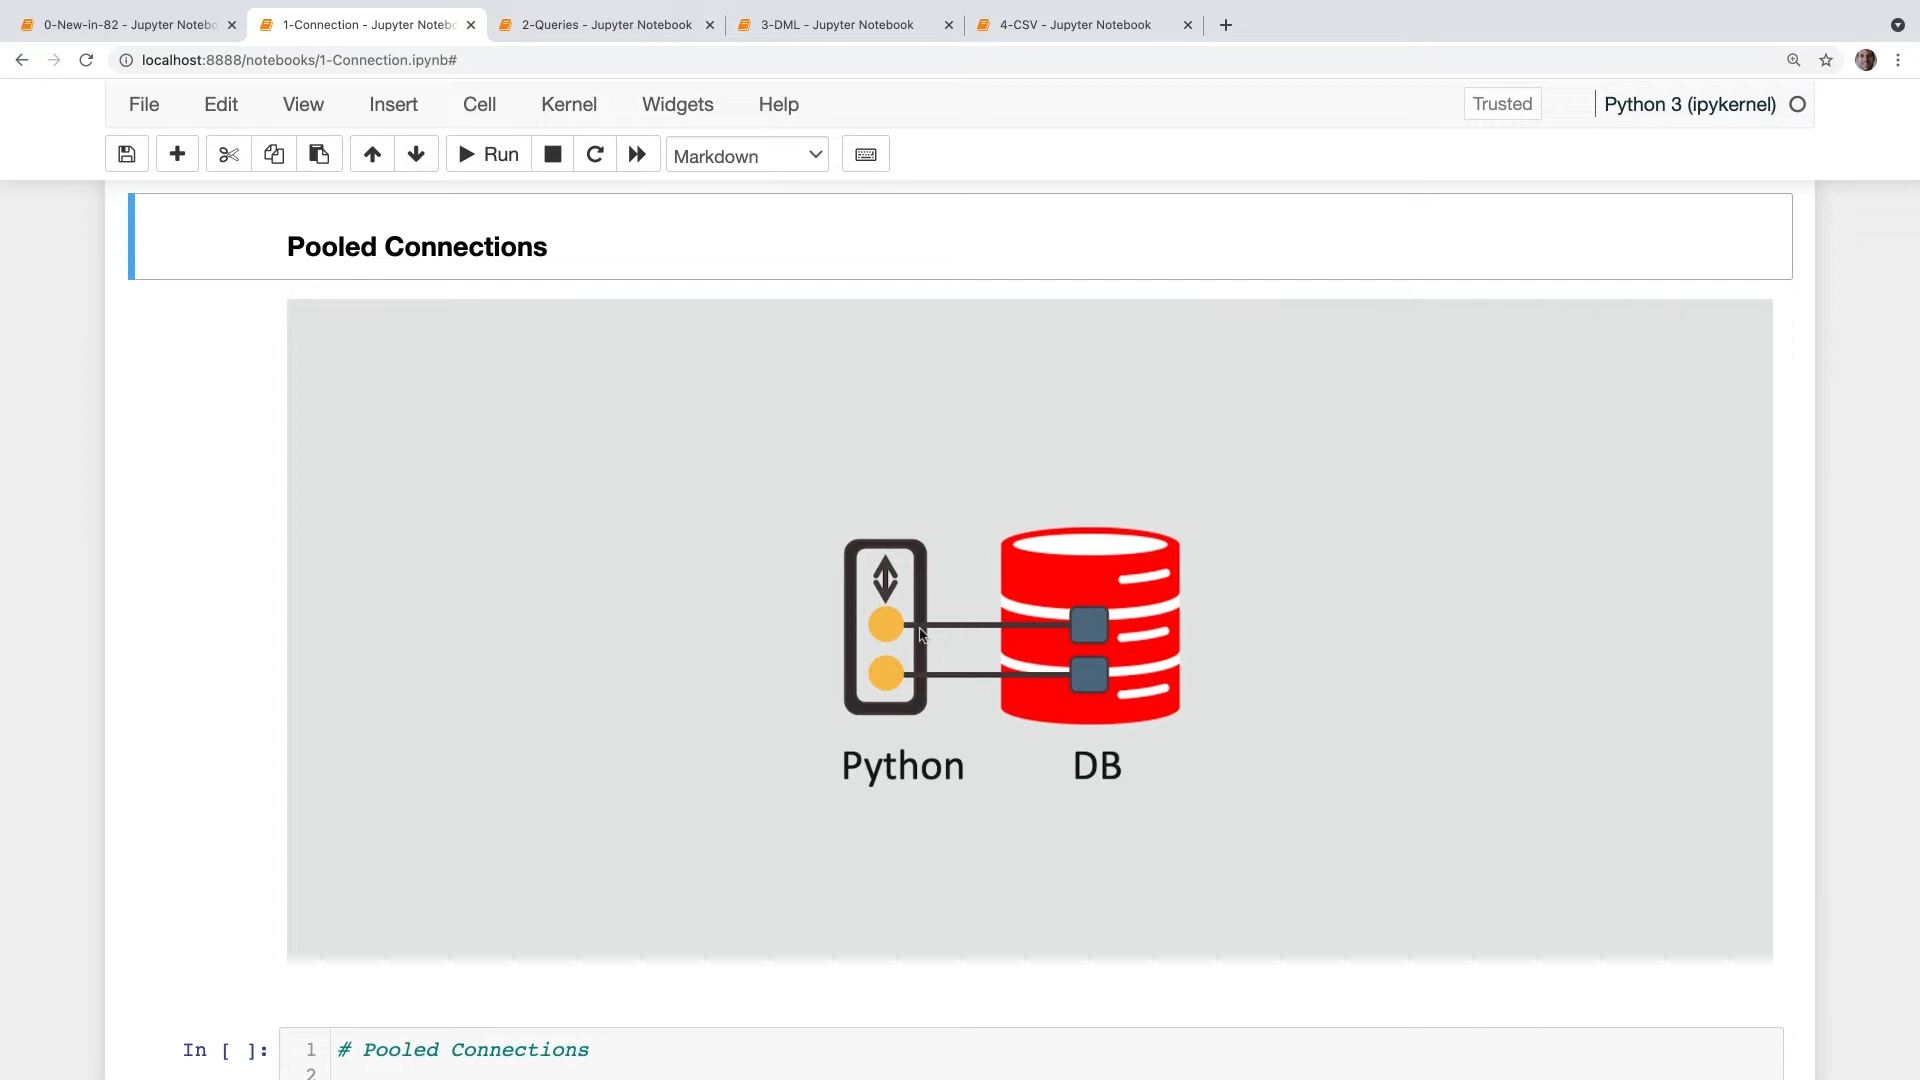 0-New-in-82 - Jupyter Notebo
1-Connection - Jupyter Notebo
2-Queries - Jupyter Notebook
3-DML - Jupyter Notebook
4-CSV - Jupyter Notebook
localhost:8888/notebooks/1-Connection.ipynb#
File Edit View Insert Cell Kernel Widgets Help
Trusted
Python 3 (ipykernel)
Run
Markdown
Pooled Connections
Python
DB
In [ ]:
1 # Pooled Connections
2